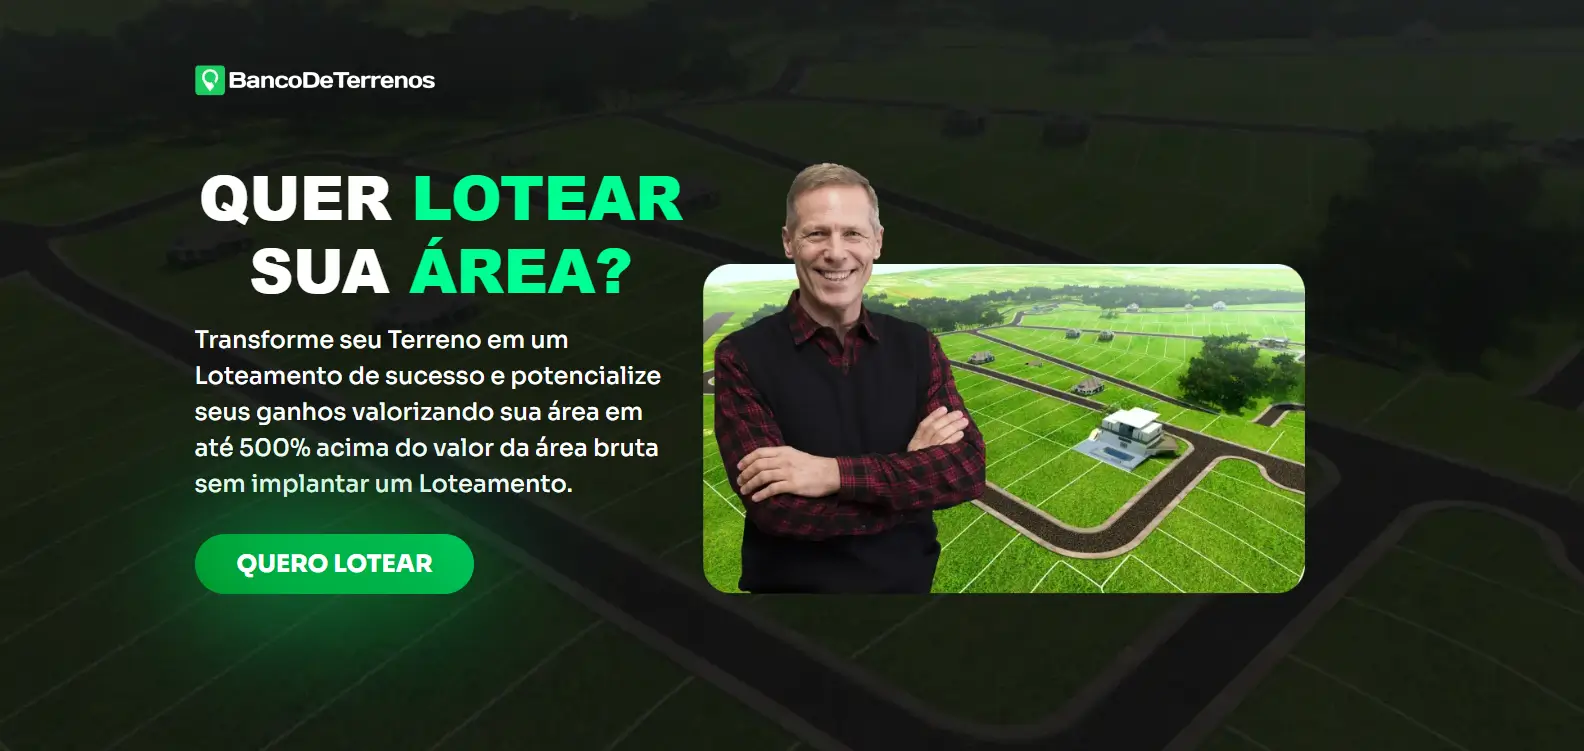 BancoDeTerrenos
QUER LOTEAR
SUA ÁREA?
Transforme seu Terreno em um
Loteamento de sucesso e potencialize
seus ganhos valorizando sua área em
até 500% acima do valor da área bruta
sem implantar um Loteamento.
QUERO LOTEAR